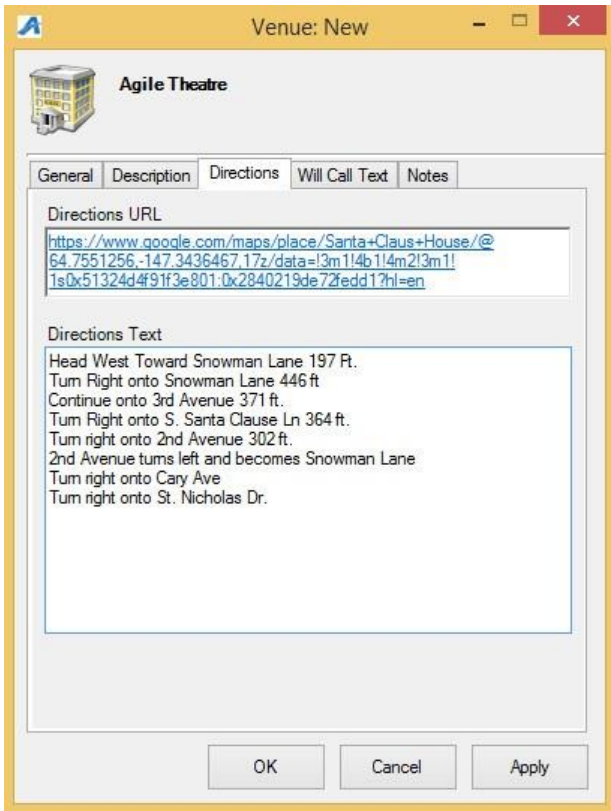 Venue: New
Agile Theatre
General Description Directions Will Call Text Notes
Directions URL
https://www.google.com/maps/place/Santa+Claus+House/@
64.7551256,-147.3436467,17z/data=!3m1!4b1!4m2!3m1!
1s0x51324d4f91f3e801:0x2840219de72fedd1?hl=en
Directions Text
Head West Toward Snowman Lane 197 Ft.
Turn Right onto Snowman Lane 446 ft
Continue onto 3rd Avenue 371 ft.
Turn Right onto S. Santa Clause Ln 364 ft.
Turn right onto 2nd Avenue 302 ft.
2nd Avenue turns left and becomes Snowman Lane
Turn right onto Cary Ave
Turn right onto St. Nicholas Dr.
OK Cancel Apply